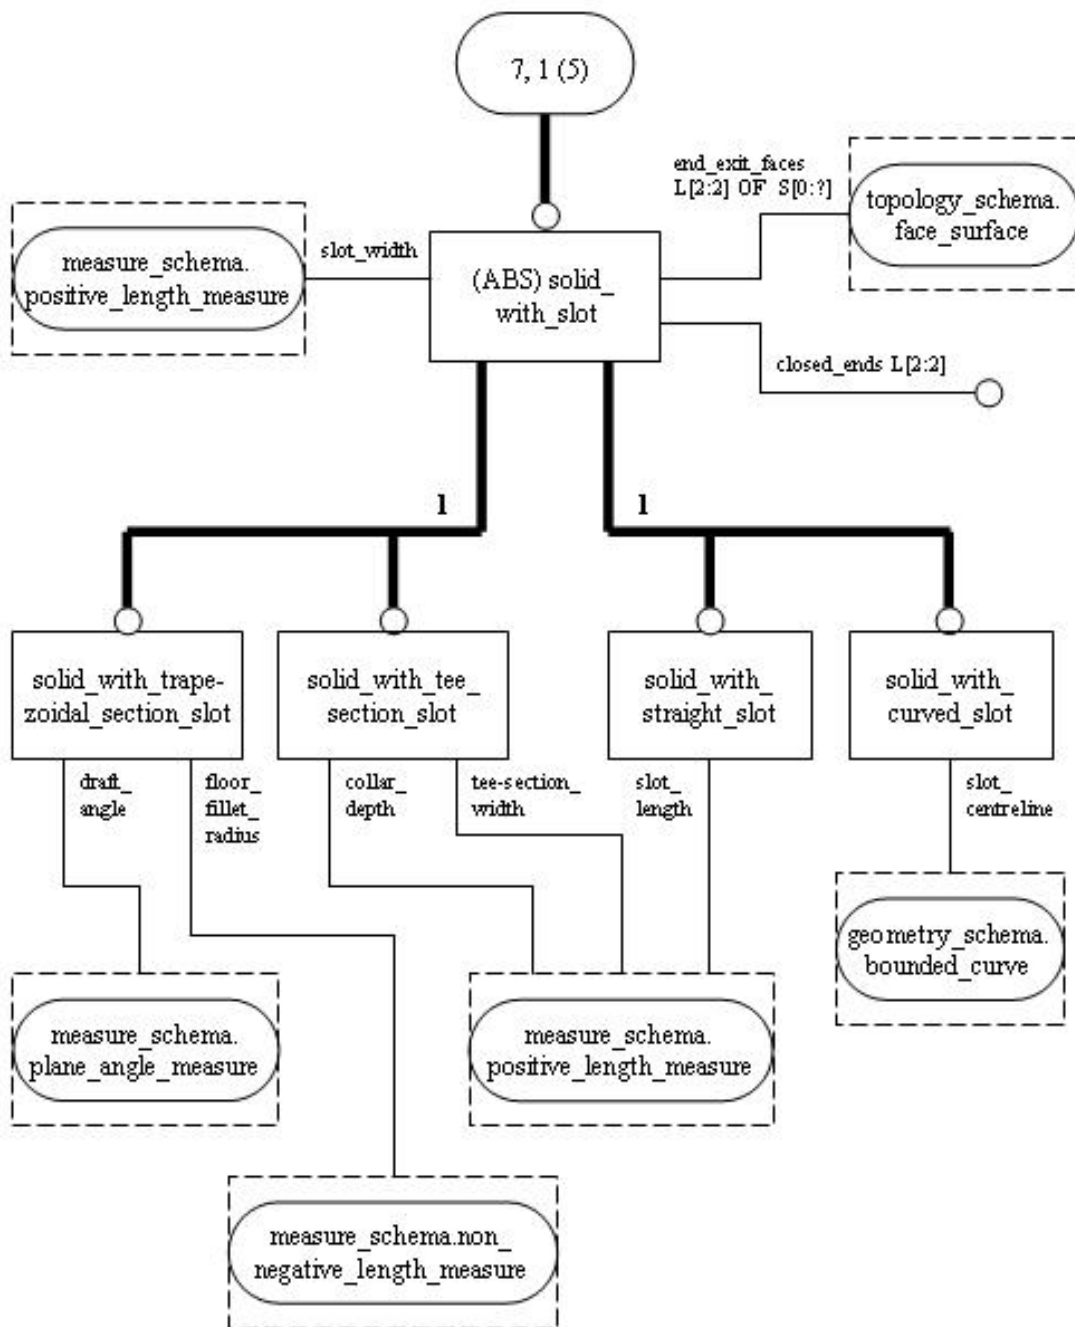 7, 1 (5)
end_exit_faces
L[2:2] OF S[0:?]
topology_schema.
face_surface
measure_schema.
positive_length_measure
slot_width
(ABS) solid_
with_slot
closed_ends L[2:2]
1
1
solid_with_trape-
zoidal_section_slot
solid_with_tee_
section_slot
solid_with_
straight_slot
solid_with_
curved_slot
draft_
angle
floor_
fillet_
radius
collar_
depth
tee-section_
width
slot_
length
slot_
centreline
geometry_schema.
bounded_curve
measure_schema.
plane_angle_measure
measure_schema.
positive_length_measure
measure_schema.non_
negative_length_measure